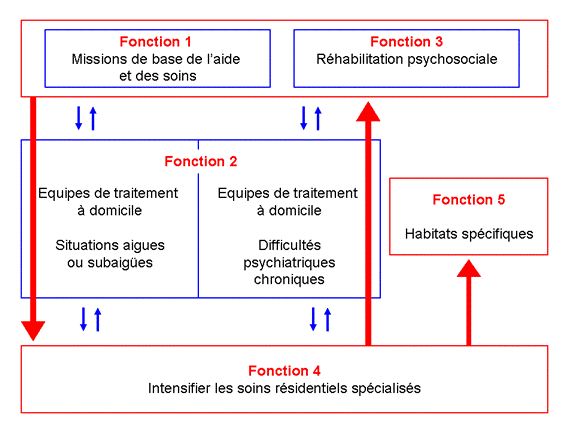 Fonction 1
Missions de base de l'aide
et des soins
Fonction 3
Réhabilitation psychosociale
Fonction 2
Equipes de traitement
à domicile
Situations aigues
ou subaigües
Equipes de traitement
à domicile
Difficultés
psychiatriques
chroniques
Fonction 5
Habitats spécifiques
Fonction 4
Intensifier les soins résidentiels spécialisés